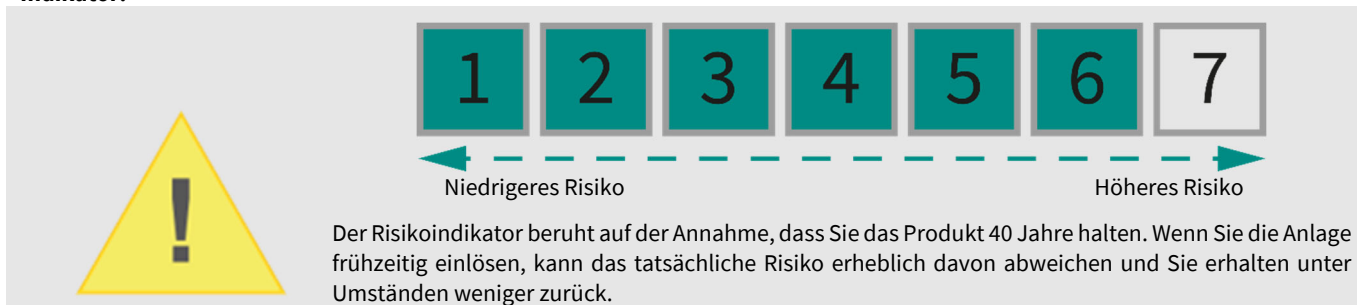 1 2 3 4 5 6 7
Niedrigeres Risiko Höheres Risiko
!
Der Risikoindikator beruht auf der Annahme, dass Sie das Produkt 40 Jahre halten. Wenn Sie die Anlage
frühzeitig einlösen, kann das tatsächliche Risiko erheblich davon abweichen und Sie erhalten unter
Umständen weniger zurück.